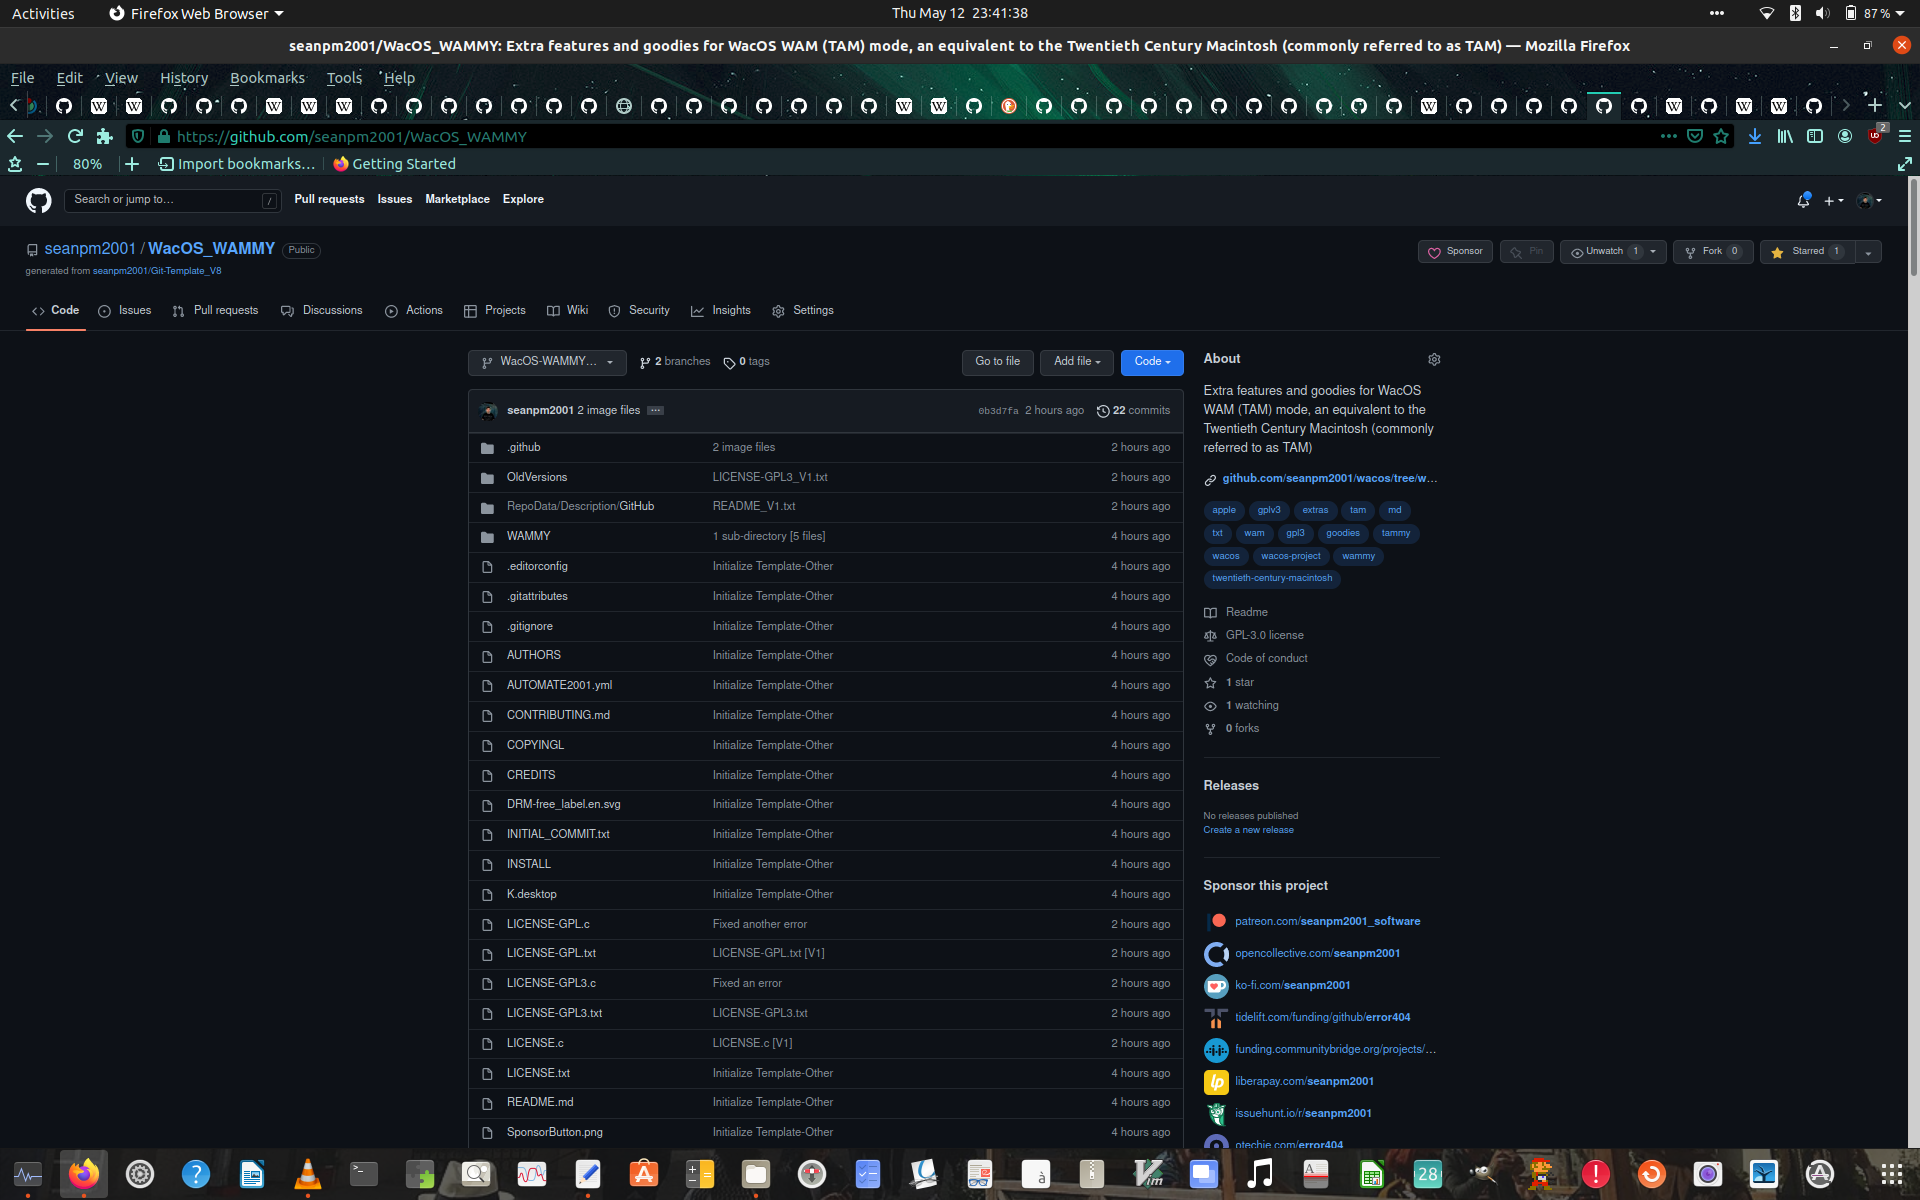 Activities Firefox Web Browser Thu May 12 23:41:38 87 %
seanpm2001/WacOS_WAMMY: Extra features and goodies for WacOS WAM (TAM) mode, an equivalent to the Twentieth Century Macintosh (commonly referred to as TAM) — Mozilla Firefox
File Edit View History Bookmarks Tools Help
https://github.com/seanpm2001/WacOS_WAMMY 2
80% Import bookmarks... Getting Started
Search or jump to... / Pull requests Issues Marketplace Explore
seanpm2001 / WacOS_WAMMY Public Sponsor Pin Unwatch 1 Fork 0 Starred 1
generated from seanpm2001/Git-Template_V8
Code Issues Pull requests Discussions Actions Projects Wiki Security Insights Settings
WacOS-WAMMY... 2 branches 0 tags Go to file Add file Code
seanpm2001 2 image files ... 0b3d7fa 2 hours ago 22 commits
.github 2 image files 2 hours ago
OldVersions LICENSE-GPL3_V1.txt 2 hours ago
RepoData/Description/GitHub README_V1.txt 2 hours ago
WAMMY 1 sub-directory [5 files] 4 hours ago
.editorconfig Initialize Template-Other 4 hours ago
.gitattributes Initialize Template-Other 4 hours ago
.gitignore Initialize Template-Other 4 hours ago
AUTHORS Initialize Template-Other 4 hours ago
AUTOMATE2001.yml Initialize Template-Other 4 hours ago
CONTRIBUTING.md Initialize Template-Other 4 hours ago
COPYINGL Initialize Template-Other 4 hours ago
CREDITS Initialize Template-Other 4 hours ago
DRM-free_label.en.svg Initialize Template-Other 4 hours ago
INITIAL_COMMIT.txt Initialize Template-Other 4 hours ago
INSTALL Initialize Template-Other 4 hours ago
K.desktop Initialize Template-Other 4 hours ago
LICENSE-GPL.c Fixed another error 2 hours ago
LICENSE-GPL.txt LICENSE-GPL.txt [V1] 2 hours ago
LICENSE-GPL3.c Fixed an error 2 hours ago
LICENSE-GPL3.txt LICENSE-GPL3.txt 2 hours ago
LICENSE.c LICENSE.c [V1] 2 hours ago
LICENSE.txt Initialize Template-Other 4 hours ago
README.md Initialize Template-Other 4 hours ago
SponsorButton.png Initialize Template-Other 4 hours ago
About
Extra features and goodies for WacOS
WAM (TAM) mode, an equivalent to the
Twentieth Century Macintosh (commonly
referred to as TAM)
github.com/seanpm2001/wacos/tree/w...
apple gplv3 extras tam md
txt wam gpl3 goodies tammy
wacos wacos-project wammy
twentieth-century-macintosh
Readme
GPL-3.0 license
Code of conduct
1 star
1 watching
0 forks
Releases
No releases published
Create a new release
Sponsor this project
patreon.com/seanpm2001_software
opencollective.com/seanpm2001
ko-fi.com/seanpm2001
tidelift.com/funding/github/error404
funding.communitybridge.org/projects/...
liberapay.com/seanpm2001
issuehunt.io/r/seanpm2001
otechie.com/error404
28